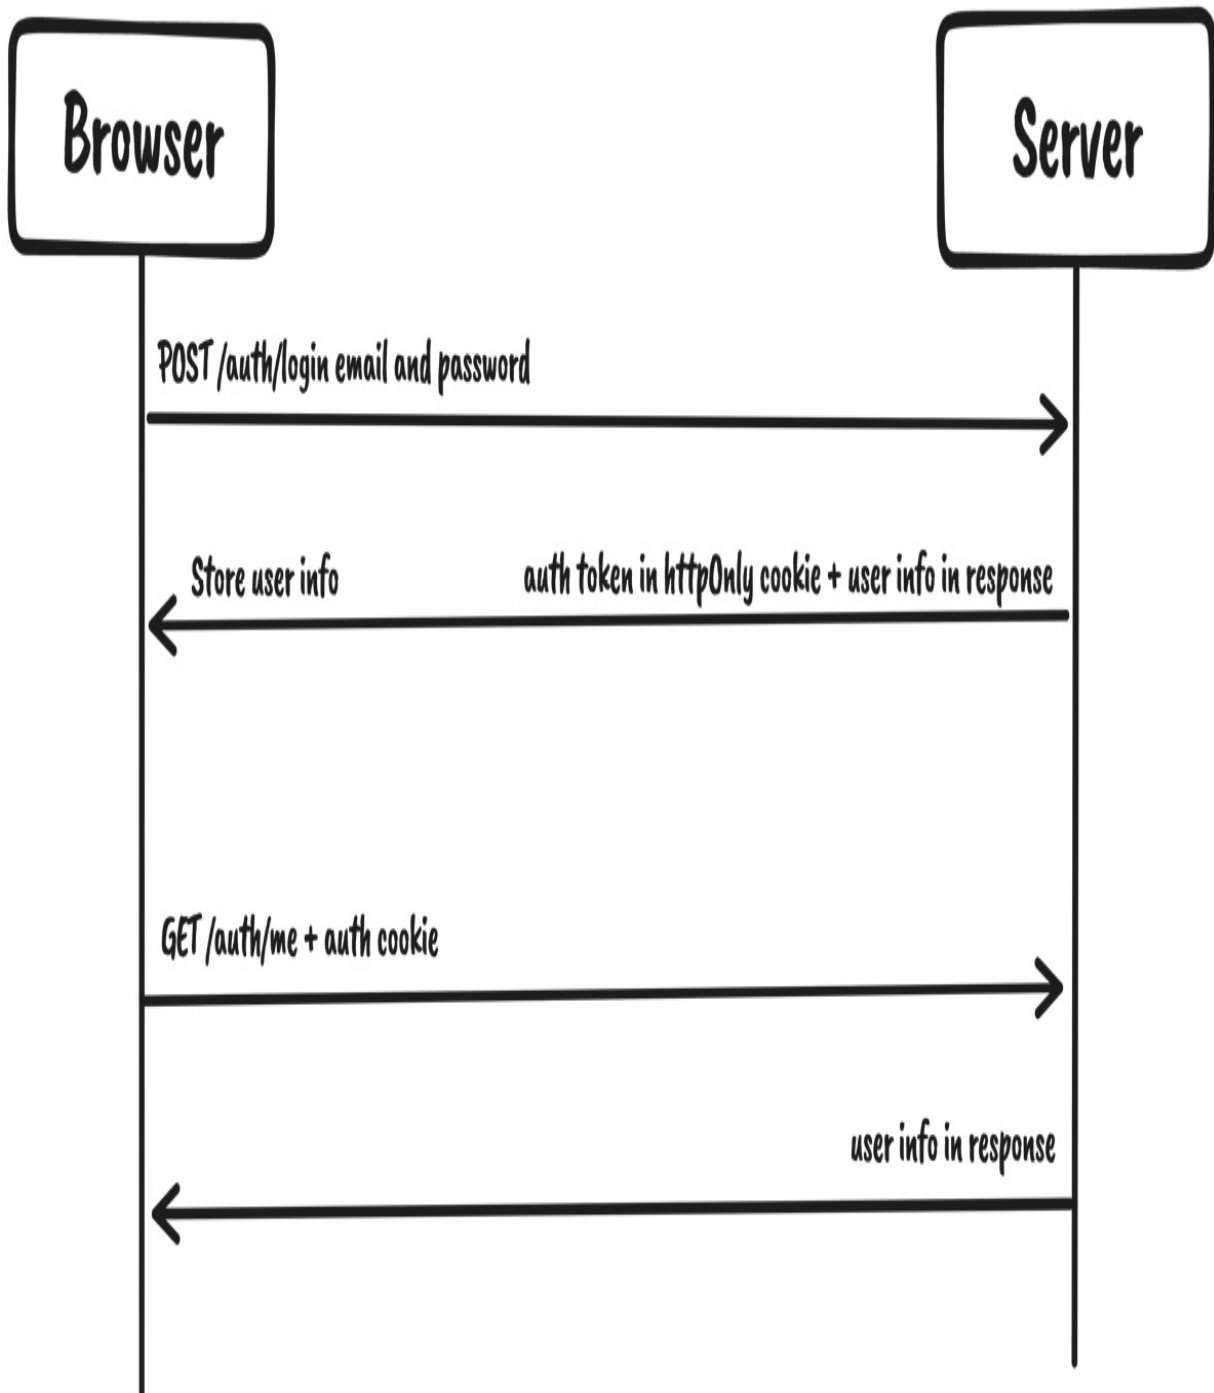 Browser
Server
POST /auth/login email and password
Store user info
auth token in httpOnly cookie + user info in response
GET /auth/me + auth cookie
user info in response